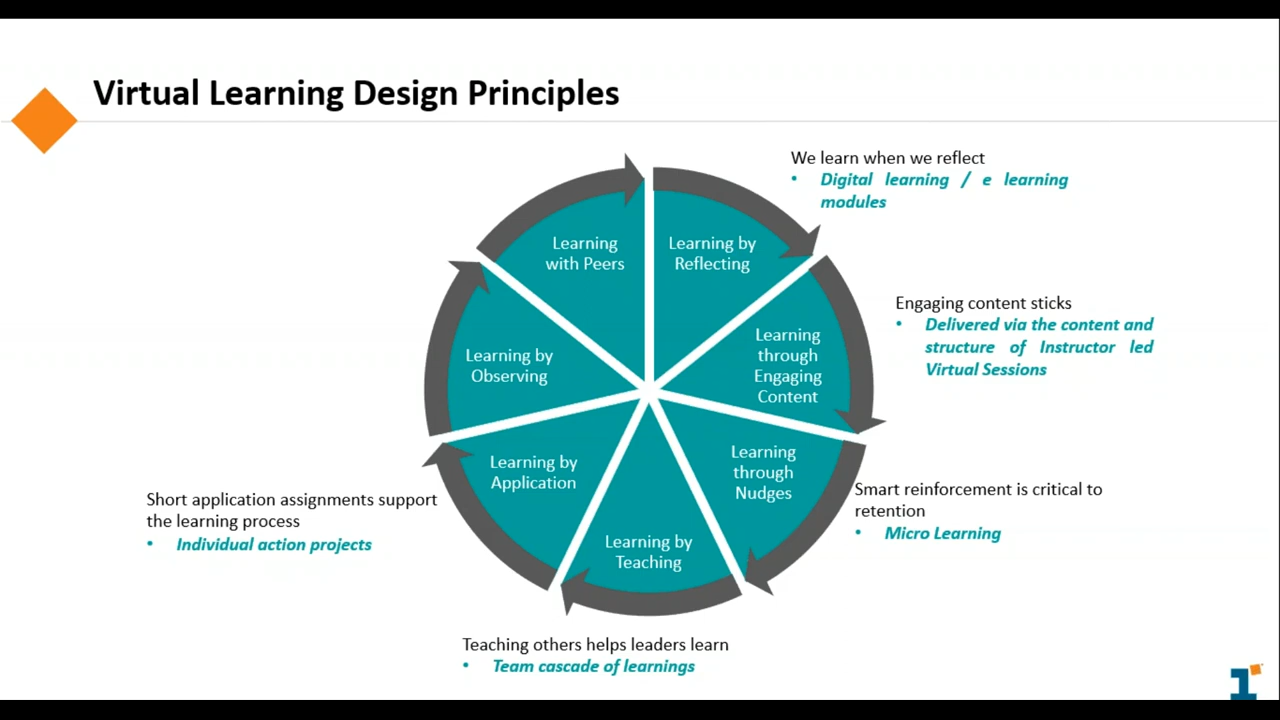 Virtual Learning Design Principles
We learn when we reflect
• Digital learning / e learning
modules
Learning
with Peers
Learning by
Reflecting
Engaging content sticks
• Delivered via the content and
structure of Instructor led
Virtual Sessions
Learning
through
Engaging
Content
Learning by
Observing
Learning
through
Nudges
Learning by
Application
Smart reinforcement is critical to
retention
• Micro Learning
Short application assignments support
the learning process
• Individual action projects
Learning by
Teaching
Teaching others helps leaders learn
• Team cascade of learnings
1